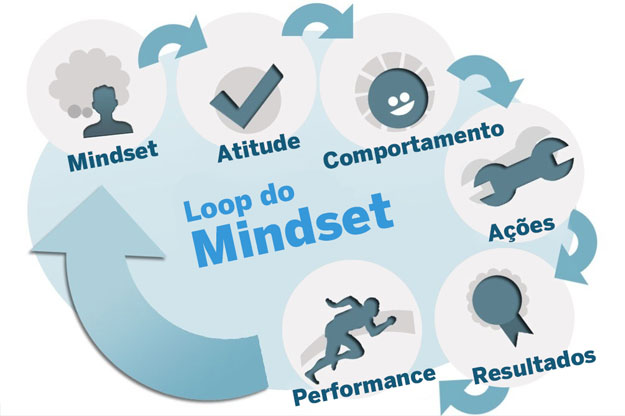 Mindset
Atitude
Comportamento
Ações
Resultados
Performance
Loop do
Mindset